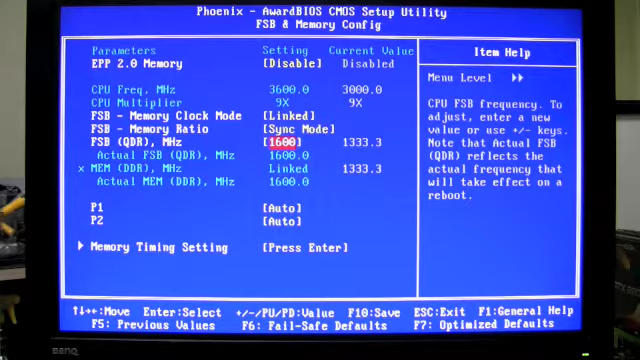 Phoenix - AwardBIOS CMOS Setup Utility
FSB & Memory Config
Parameters Setting Current Value
EPP 2.0 Memory [Disable] Disabled
CPU Freq, MHz 3600.0 3000.0
CPU Multiplier 9X 9X
FSB - Memory Clock Mode [Linked]
FSB - Memory Ratio [Sync Mode]
FSB (QDR), MHz [1600] 1333.3
Actual FSB (QDR), MHz 1600.0
x MEM (DDR), MHz Linked 1333.3
Actual MEM (DDR), MHz 1600.0
P1 [Auto]
P2 [Auto]
Memory Timing Setting [Press Enter]
Item Help
Menu Level
CPU FSB frequency. To
adjust, enter a new
value or use +/- keys.
Note that Actual FSB
(QDR) reflects the
actual frequency that
will take effect on a
reboot.
↑↓→←:Move Enter:Select +/-/PU/PD:Value F10:Save ESC:Exit F1:General Help
F5: Previous Values F6: Fail-Safe Defaults F7: Optimized Defaults
BenQ